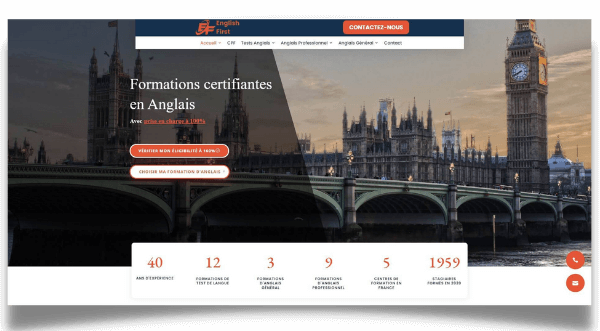 English
First
CONTACTEZ-NOUS
Accueil CPF Tests Anglais Anglais Professionnel Anglais Général Contact
Formations certifiantes
en Anglais
Avec prise en charge à 100%
VÉRIFIER MON ÉLIGIBILITÉ À 100%
CHOISIR MA FORMATION D'ANGLAIS
40 12 3 9 5 1959
ANS D'EXPÉRIENCE FORMATIONS DE FORMATIONS FORMATIONS CENTRES DE STAGIAIRES
TEST DE LANGUE D'ANGLAIS D'ANGLAIS FORMATION EN FORMÉS EN 2020
GÉNÉRAL PROFESSIONNEL FRANCE